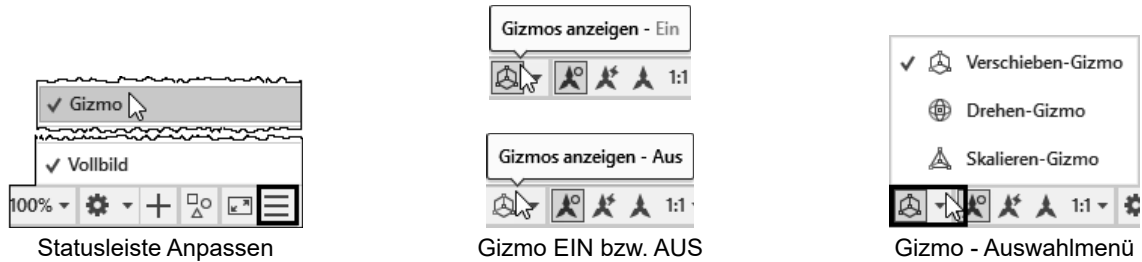 ✓ Gizmo
✓ Vollbild
100%
Statusleiste Anpassen
Gizmos anzeigen - Ein
1:1
Gizmos anzeigen - Aus
1:1
Gizmo EIN bzw. AUS
✓ Verschieben-Gizmo
Drehen-Gizmo
Skalieren-Gizmo
1:1
Gizmo - Auswahlmenü